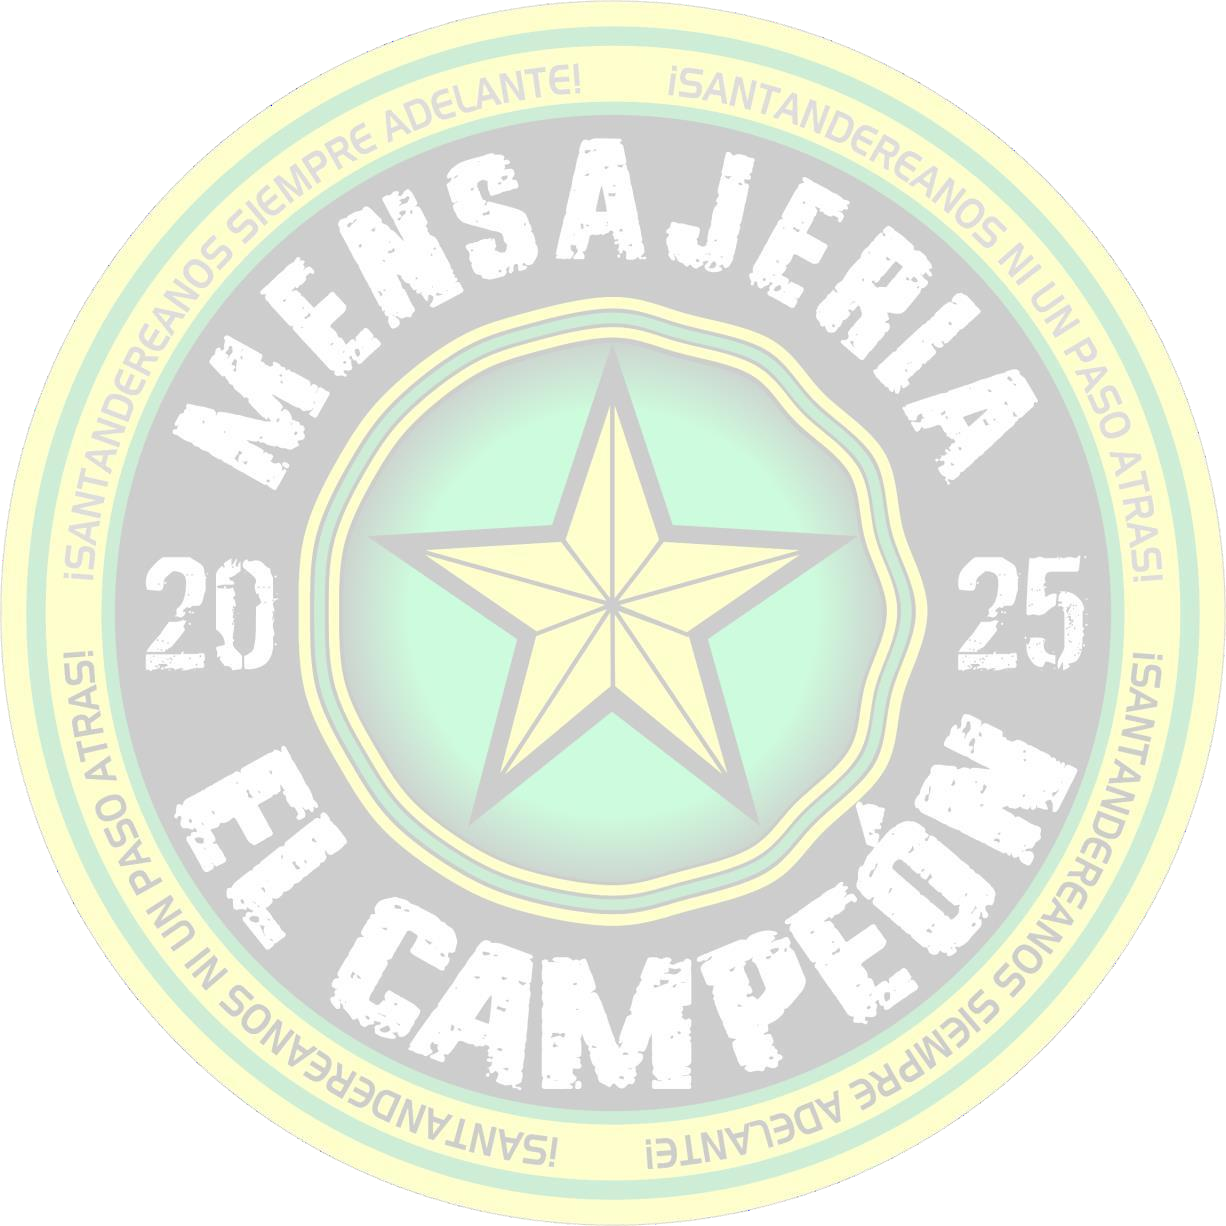 ¡SANTANDEREANOS SIEMPRE ADELANTE!
¡SANTANDEREANOS NI UN PASO ATRAS!
MENSAJERIA
20 25
EL CAMPEÓN
¡SANTANDEREANOS NI UN PASO ATRAS!
¡SANTANDEREANOS SIEMPRE ADELANTE!